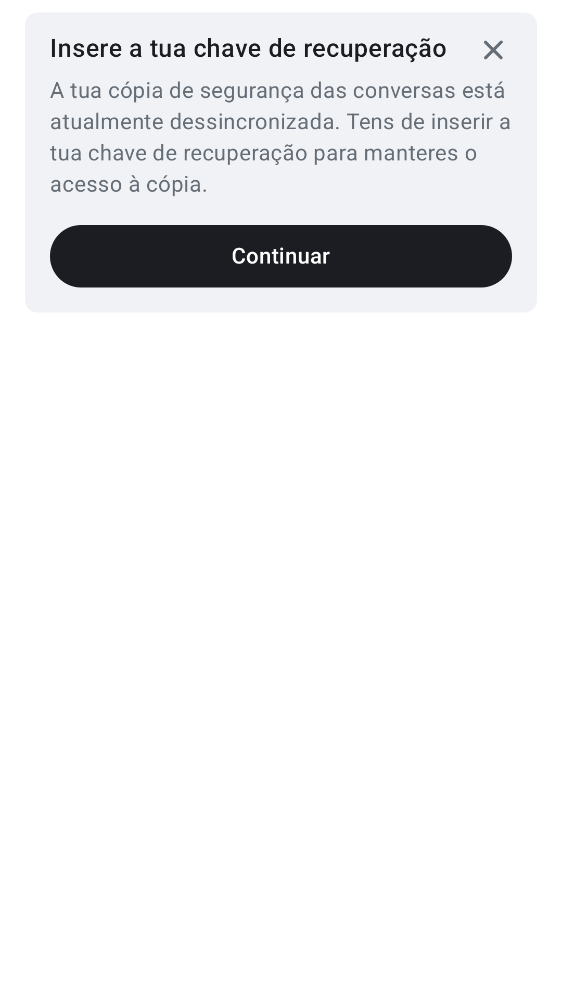 Insere a tua chave de recuperação
A tua cópia de segurança das conversas está
atualmente dessincronizada. Tens de inserir a
tua chave de recuperação para manteres o
acesso à cópia.
Continuar